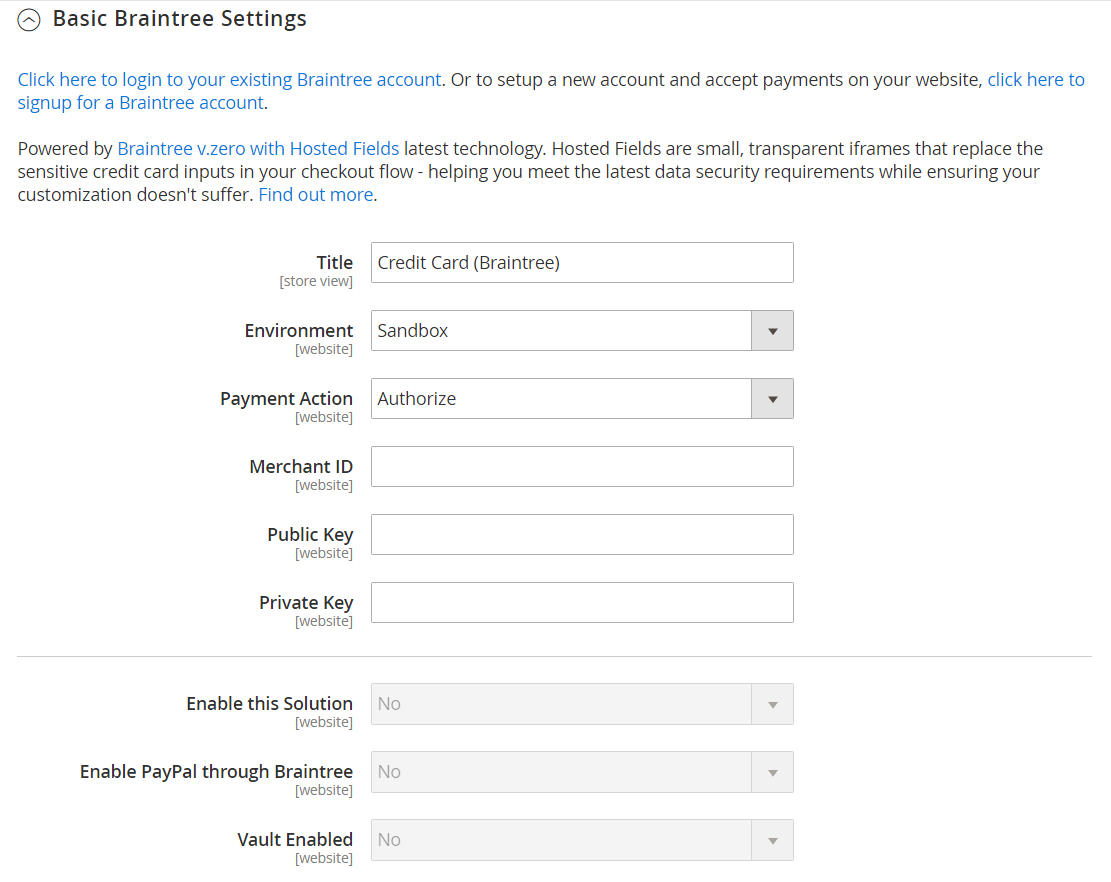 Basic Braintree Settings
Click here to login to your existing Braintree account. Or to setup a new account and accept payments on your website, click here to
signup for a Braintree account.
Powered by Braintree v.zero with Hosted Fields latest technology. Hosted Fields are small, transparent iframes that replace the
sensitive credit card inputs in your checkout flow - helping you meet the latest data security requirements while ensuring your
customization doesn't suffer. Find out more.
Title Credit Card (Braintree)
[store view]
Environment Sandbox
[website]
Payment Action Authorize
[website]
Merchant ID
[website]
Public Key
[website]
Private Key
[website]
Enable this Solution No
[website]
Enable PayPal through Braintree No
[website]
Vault Enabled No
[website]